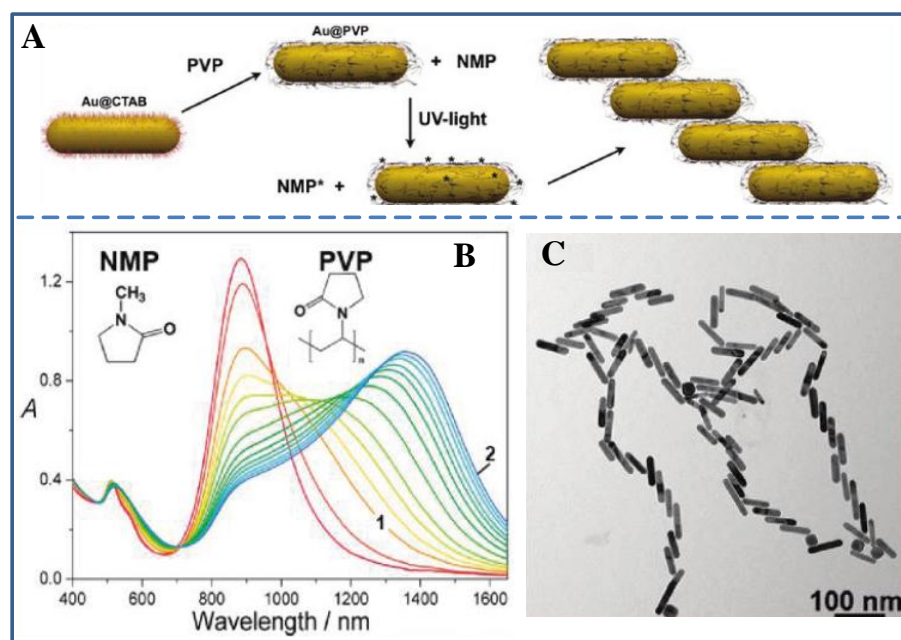 A
Au@CTAB
PVP
Au@PVP
+ NMP
UV-light
NMP* +
*
*
*
*
*
*
*
*
B
NMP
CH₃
N
O
PVP
O
N
n
A
1.2
0.8
0.4
0.0
400 600 800 1000 1200 1400 1600
Wavelength / nm
1
2
C
100 nm